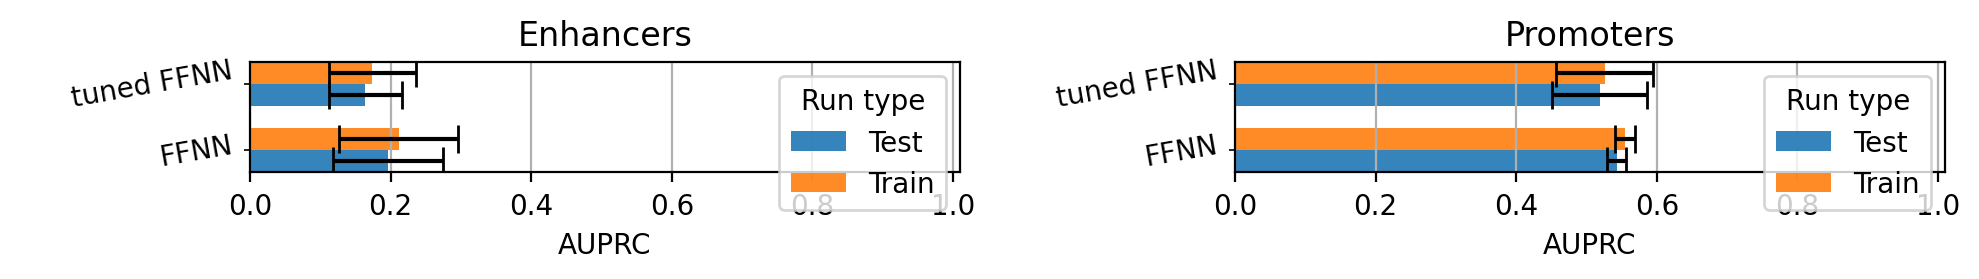 Enhancers
tuned FFNN
FFNN
Run type
Test
Train
0.0 0.2 0.4 0.6 0.8 1.0
AUPRC
Promoters
tuned FFNN
FFNN
Run type
Test
Train
0.0 0.2 0.4 0.6 0.8 1.0
AUPRC